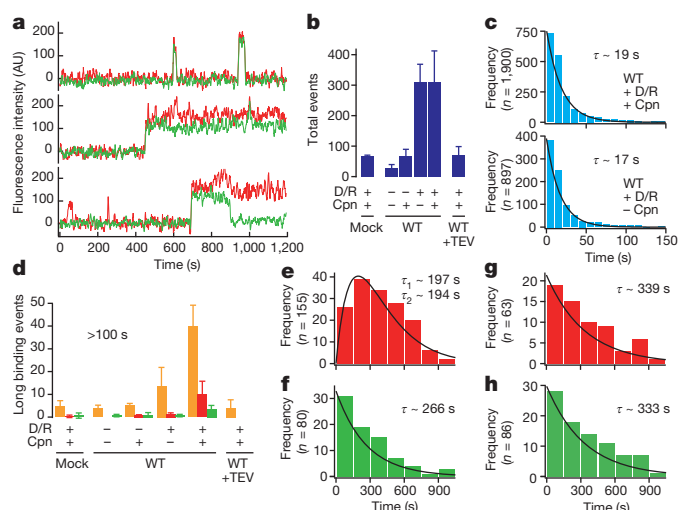 a
Fluorescence intensity (AU)
200
100
0
200
100
0
200
100
0
0 200 400 600 800 1,000 1,200
Time (s)
b
Total events
400
300
200
100
0
D/R + – – + + +
Cpn + – + – + +
Mock WT WT
+TEV
c
Frequency
(n = 1,900)
750
500
250
0
τ ~ 19 s
WT
+ D/R
+ Cpn
Frequency
(n = 897)
380
200
100
0
τ ~ 17 s
WT
+ D/R
– Cpn
0 50 100 150
Time (s)
d
Long binding events
50
40
30
20
10
0
>100 s
D/R + – – + + +
Cpn + – + – + +
Mock WT WT
+TEV
e
Frequency
(n = 155)
40
30
20
10
0
τ1 ~ 197 s
τ2 ~ 194 s
f
Frequency
(n = 80)
30
20
10
0
τ ~ 266 s
0 300 600 900
Time (s)
g
Frequency
(n = 63)
20
10
0
τ ~ 339 s
h
Frequency
(n = 86)
30
20
10
0
τ ~ 333 s
0 300 600 900
Time (s)